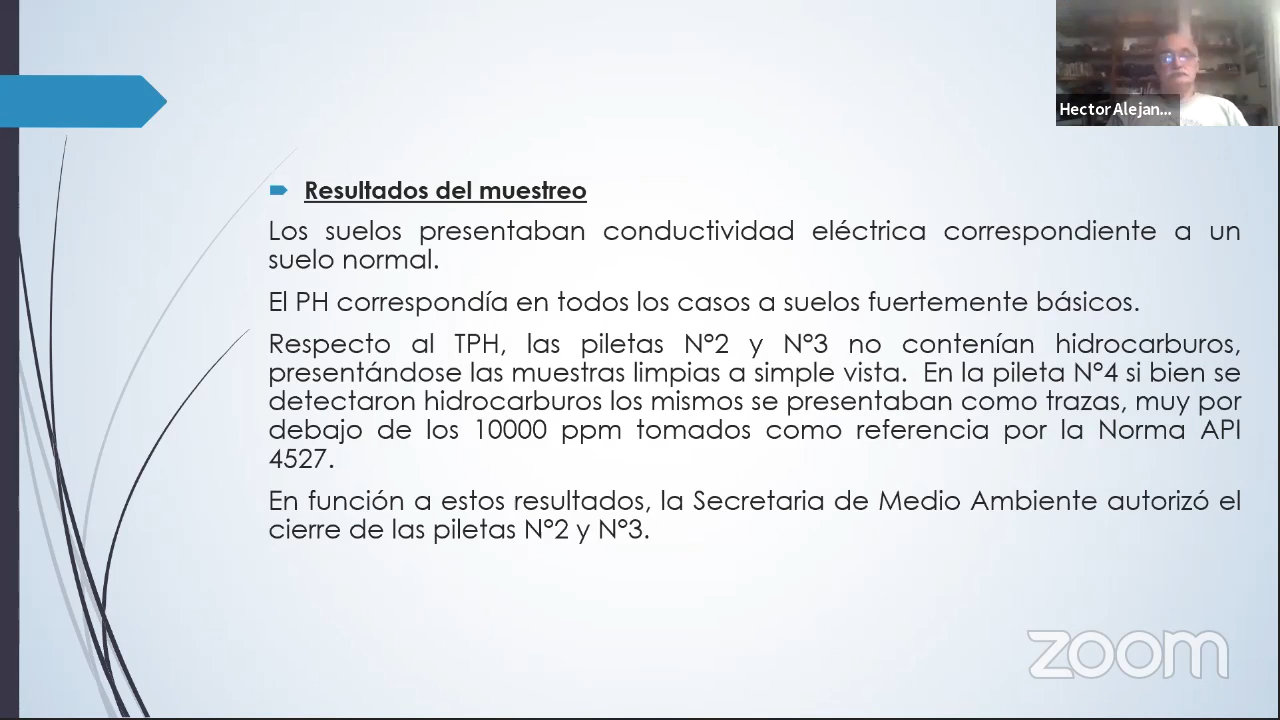 Hector Alejan...
Resultados del muestreo
Los suelos presentaban conductividad eléctrica correspondiente a un
suelo normal.
El PH correspondía en todos los casos a suelos fuertemente básicos.
Respecto al TPH, las piletas N°2 y N°3 no contenían hidrocarburos,
presentándose las muestras limpias a simple vista. En la pileta N°4 si bien se
detectaron hidrocarburos los mismos se presentaban como trazas, muy por
debajo de los 10000 ppm tomados como referencia por la Norma API
4527.
En función a estos resultados, la Secretaria de Medio Ambiente autorizó el
cierre de las piletas N°2 y N°3.
zoom